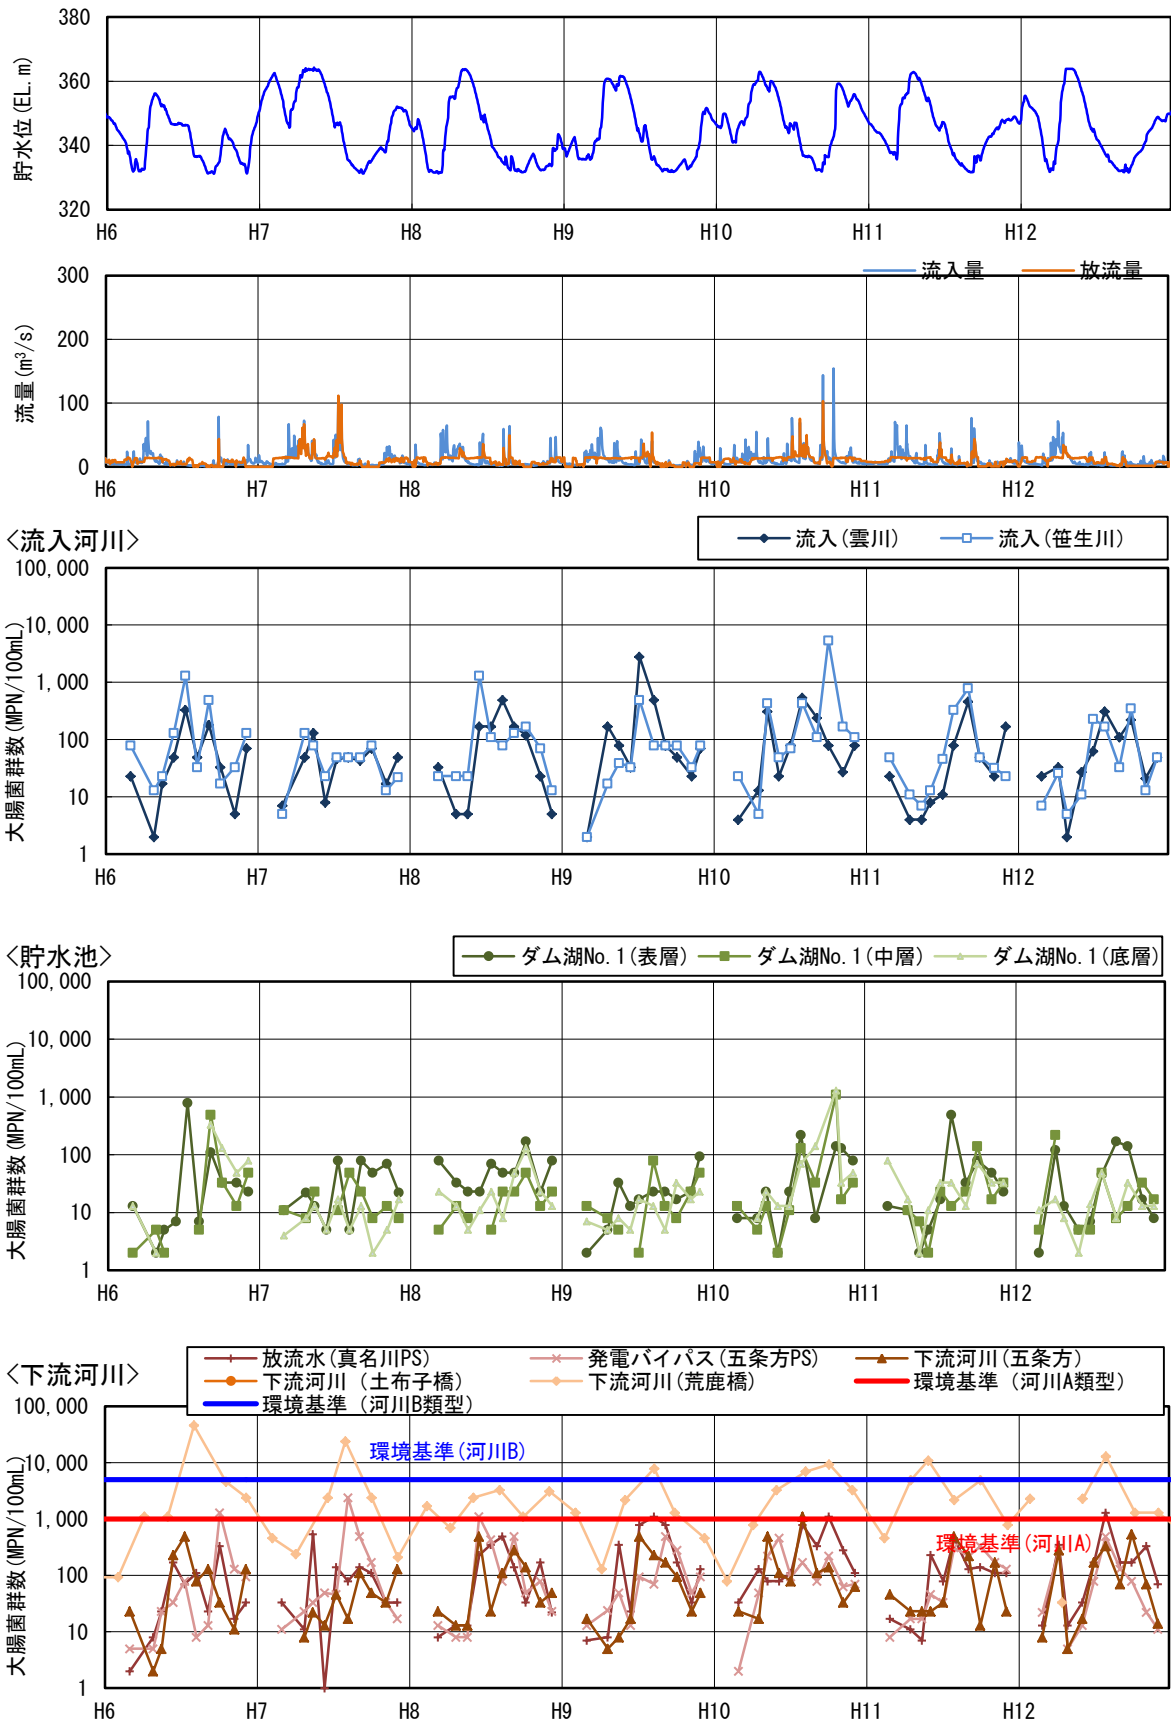 貯水位(EL. m)
380
360
340
320
H6 H7 H8 H9 H10 H11 H12
流入量 放流量
流量(m³/s)
300
200
100
0
H6 H7 H8 H9 H10 H11 H12
<流入河川>
流入(雲川) 流入(笹生川)
大腸菌群数(MPN/100mL)
100,000
10,000
1,000
100
10
1
H6 H7 H8 H9 H10 H11 H12
<貯水池>
ダム湖No.1(表層) ダム湖No.1(中層) ダム湖No.1(底層)
大腸菌群数(MPN/100mL)
100,000
10,000
1,000
100
10
1
H6 H7 H8 H9 H10 H11 H12
<下流河川>
放流水(真名川PS) 発電バイパス(五条方PS) 下流河川(五条方)
下流河川(土布子橋) 下流河川(荒鹿橋) 環境基準(河川A類型)
環境基準(河川B類型)
大腸菌群数(MPN/100mL)
100,000
環境基準(河川B)
10,000
1,000
環境基準(河川A)
100
10
1
H6 H7 H8 H9 H10 H11 H12